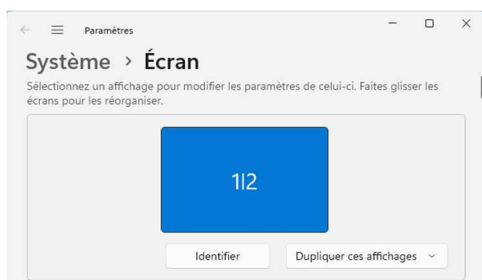 Paramètres
Système > Écran
Sélectionnez un affichage pour modifier les paramètres de celui-ci. Faites glisser les
écrans pour les réorganiser.
1|2
Identifier
Dupliquer ces affichages